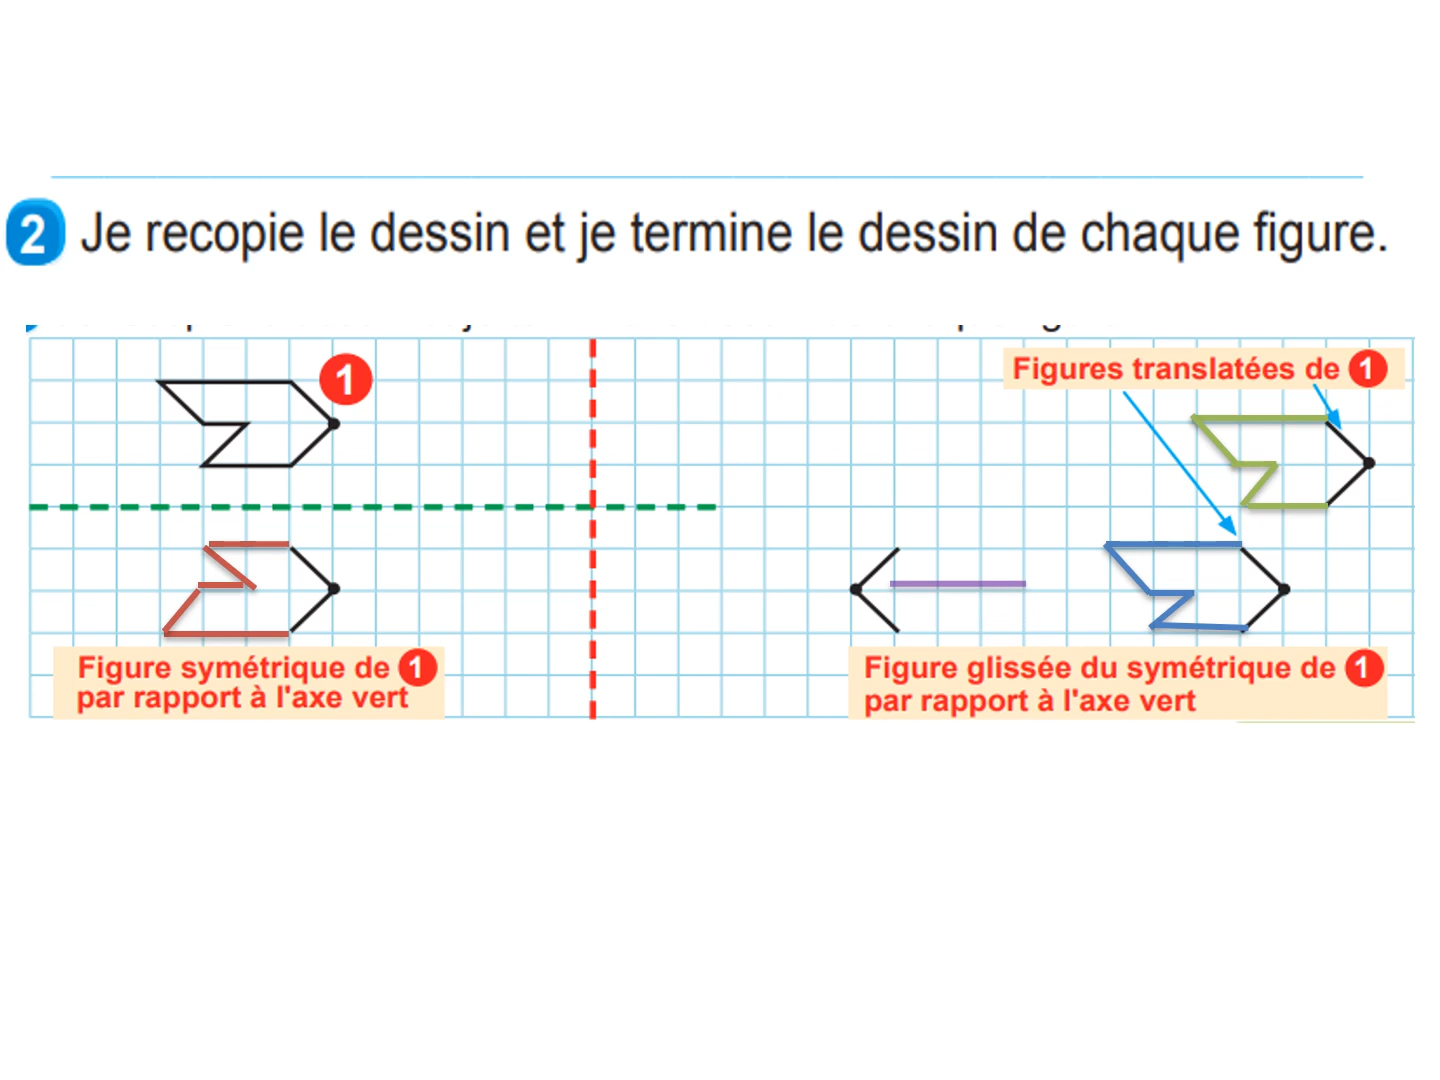 2 Je recopie le dessin et je termine le dessin de chaque figure.
1
Figures translatées de 1
Figure symétrique de 1
par rapport à l'axe vert
Figure glissée du symétrique de 1
par rapport à l'axe vert